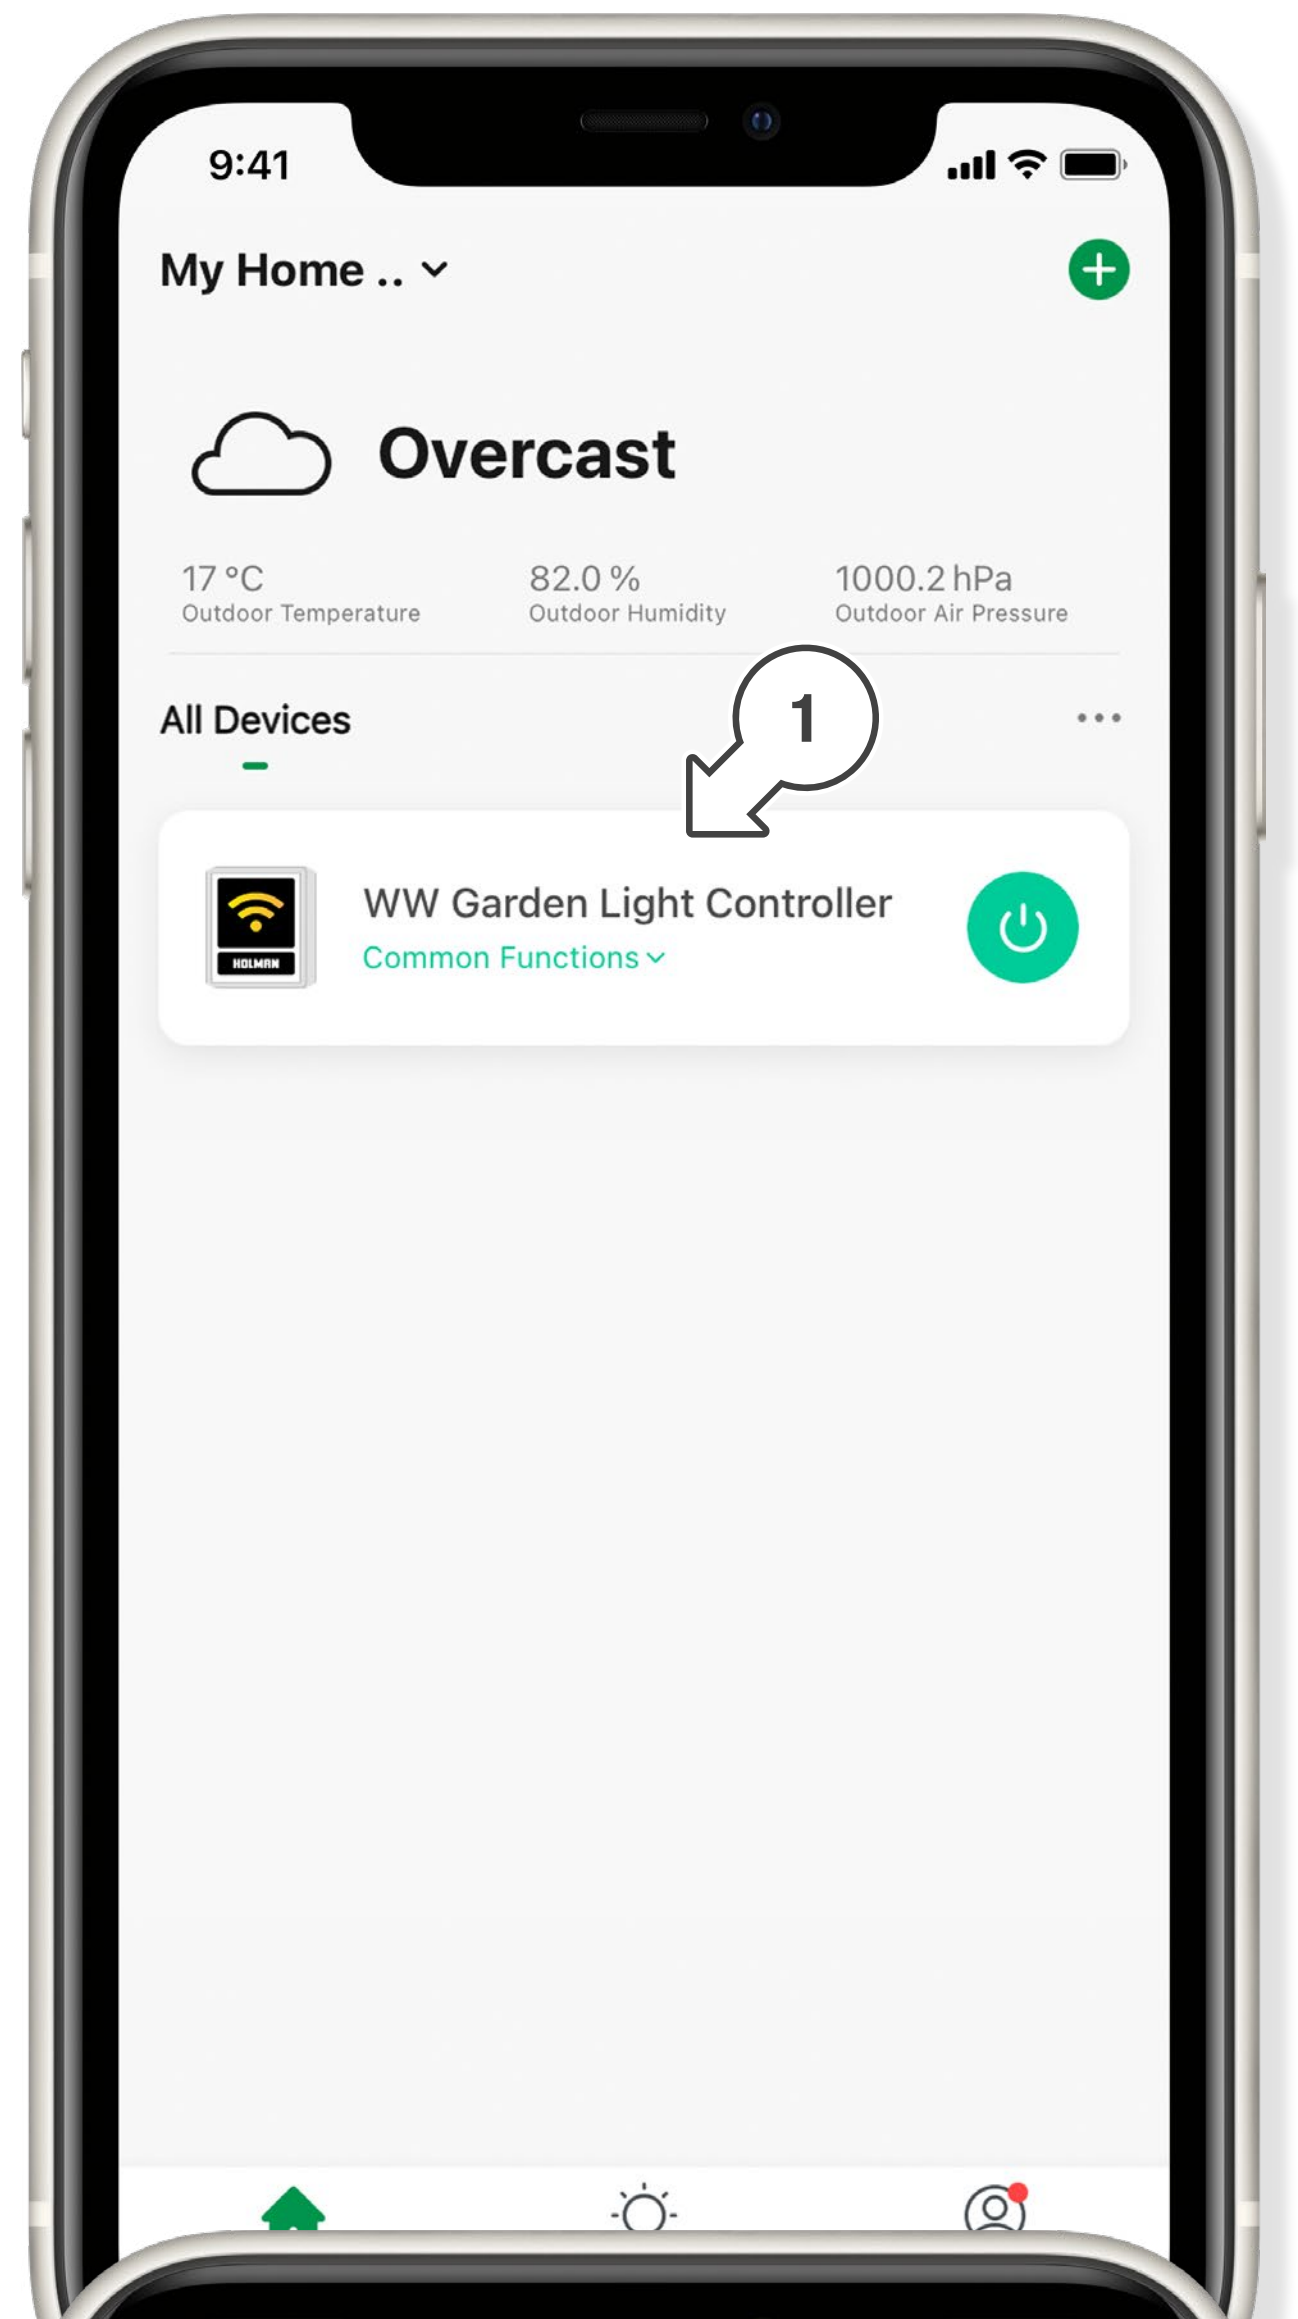 9:41
My Home ..
Overcast
17 °C
82.0 %
1000.2 hPa
Outdoor Temperature
Outdoor Humidity
Outdoor Air Pressure
1
All Devices
WW Garden Light Controller
Common Functions
HOLMAN